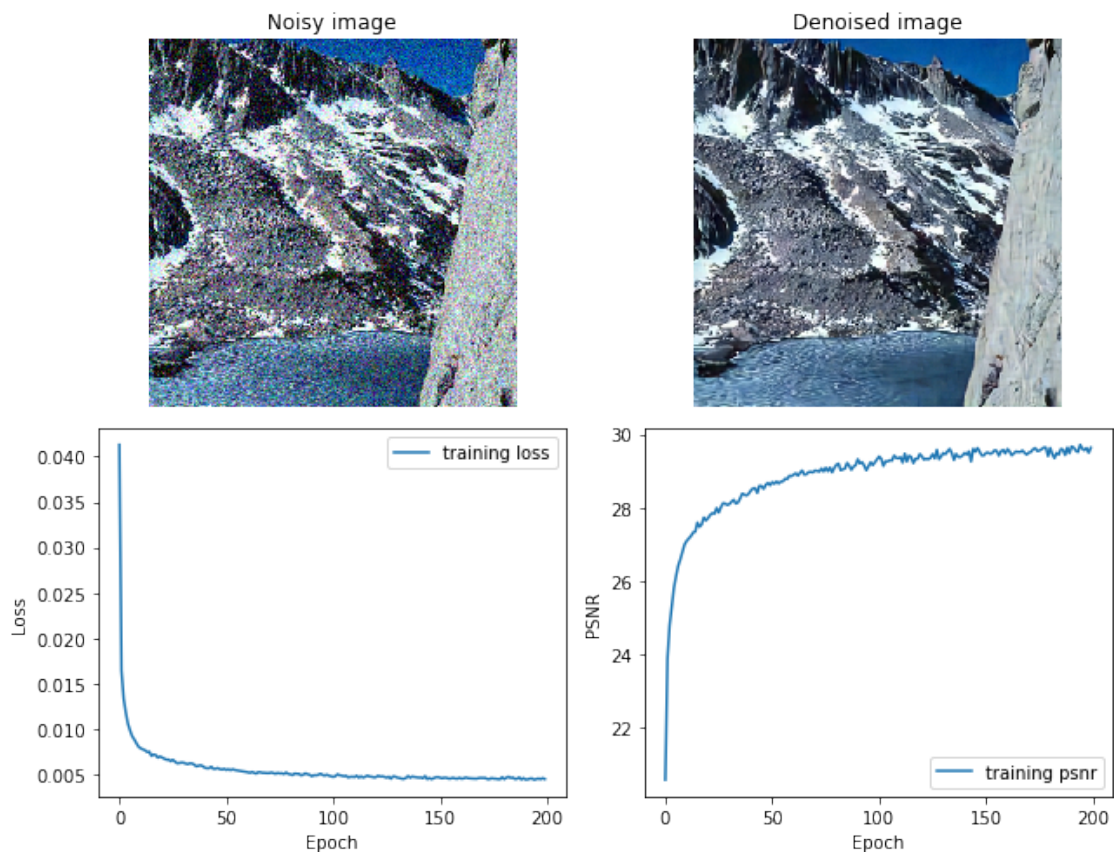 Noisy image
Denoised image
0.040
0.035
0.030
0.025
0.020
0.015
0.010
0.005
Loss
training loss
0
50
100
150
200
Epoch
30
28
26
24
22
PSNR
training psnr
0
50
100
150
200
Epoch